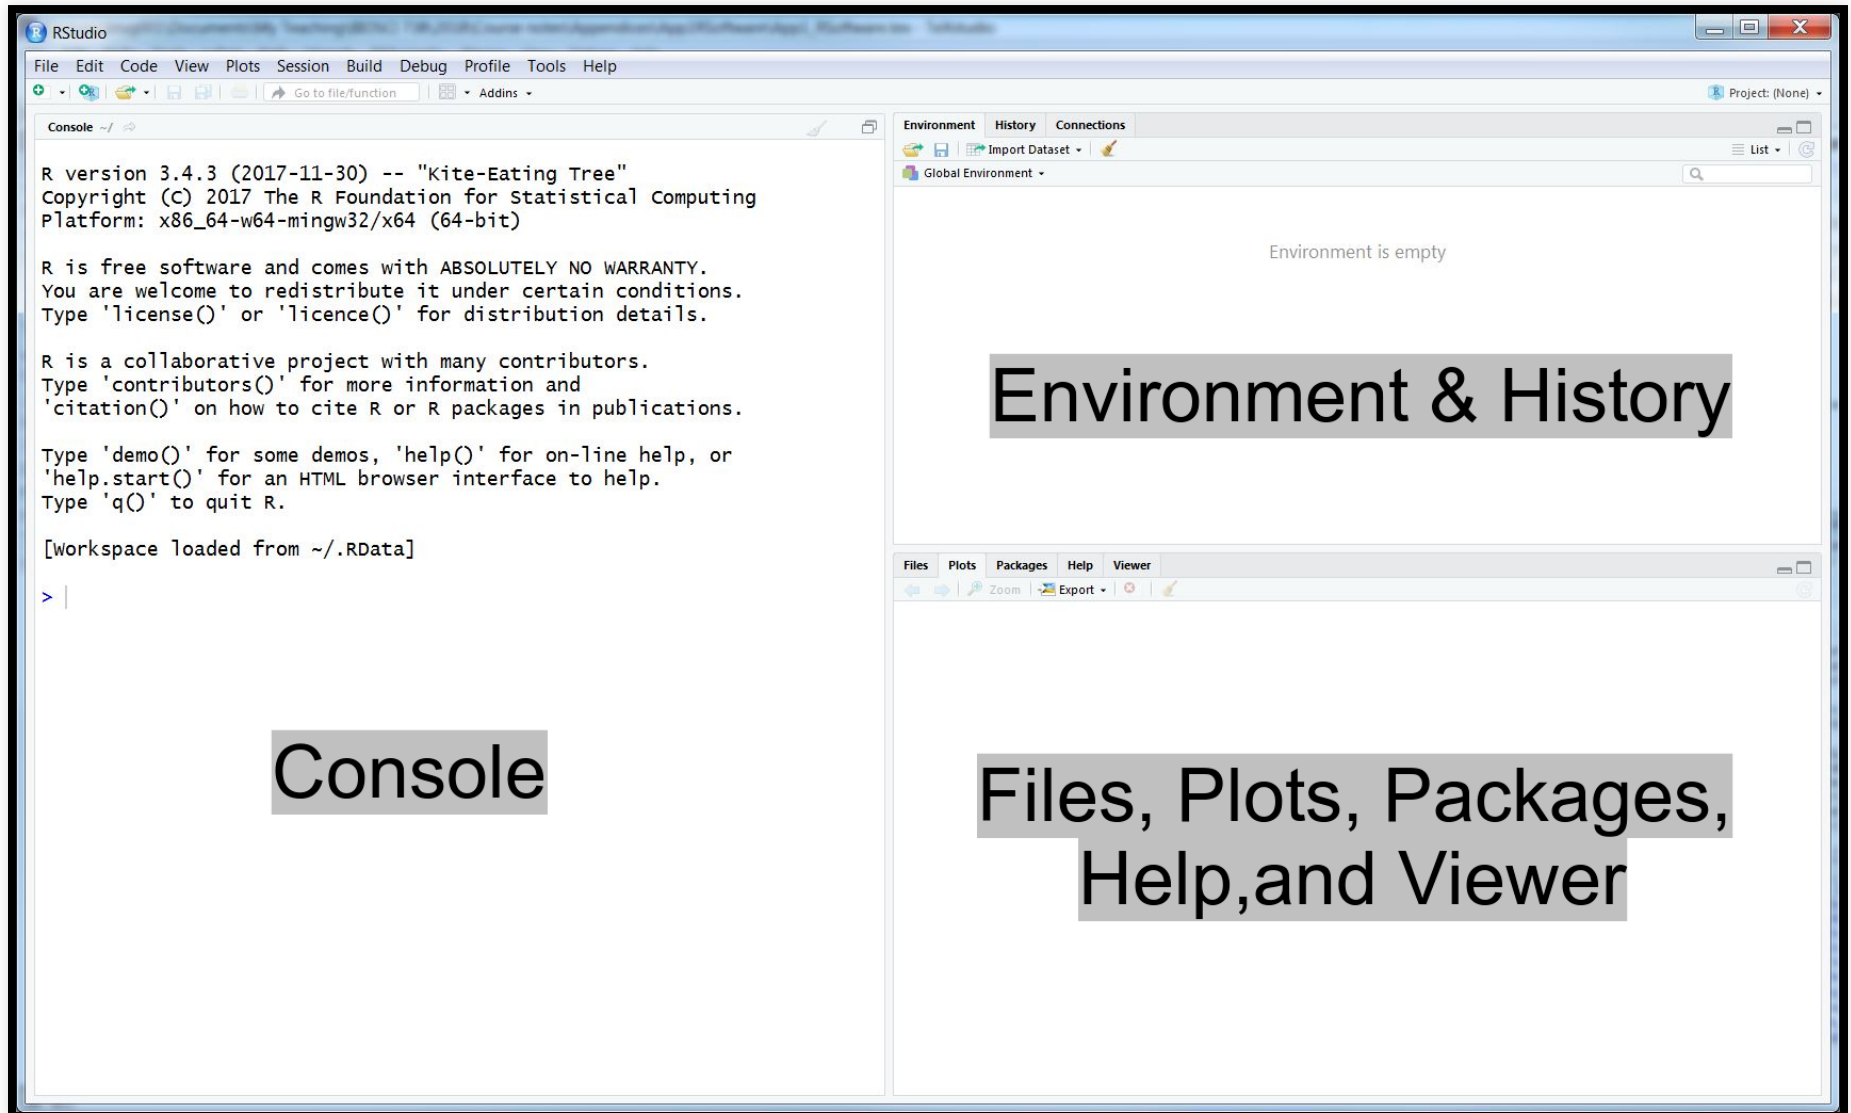 RStudio
File Edit Code View Plots Session Build Debug Profile Tools Help
Go to file/function Addins Project: (None)
Console ~/
R version 3.4.3 (2017-11-30) -- "Kite-Eating Tree"
Copyright (C) 2017 The R Foundation for Statistical Computing
Platform: x86_64-w64-mingw32/x64 (64-bit)
R is free software and comes with ABSOLUTELY NO WARRANTY.
You are welcome to redistribute it under certain conditions.
Type 'license()' or 'licence()' for distribution details.
R is a collaborative project with many contributors.
Type 'contributors()' for more information and
'citation()' on how to cite R or R packages in publications.
Type 'demo()' for some demos, 'help()' for on-line help, or
'help.start()' for an HTML browser interface to help.
Type 'q()' to quit R.
[Workspace loaded from ~/.RData]
>
Console
Environment History Connections
Import Dataset List
Global Environment
Environment is empty
Environment & History
Files Plots Packages Help Viewer
Zoom Export
Files, Plots, Packages,
Help,and Viewer